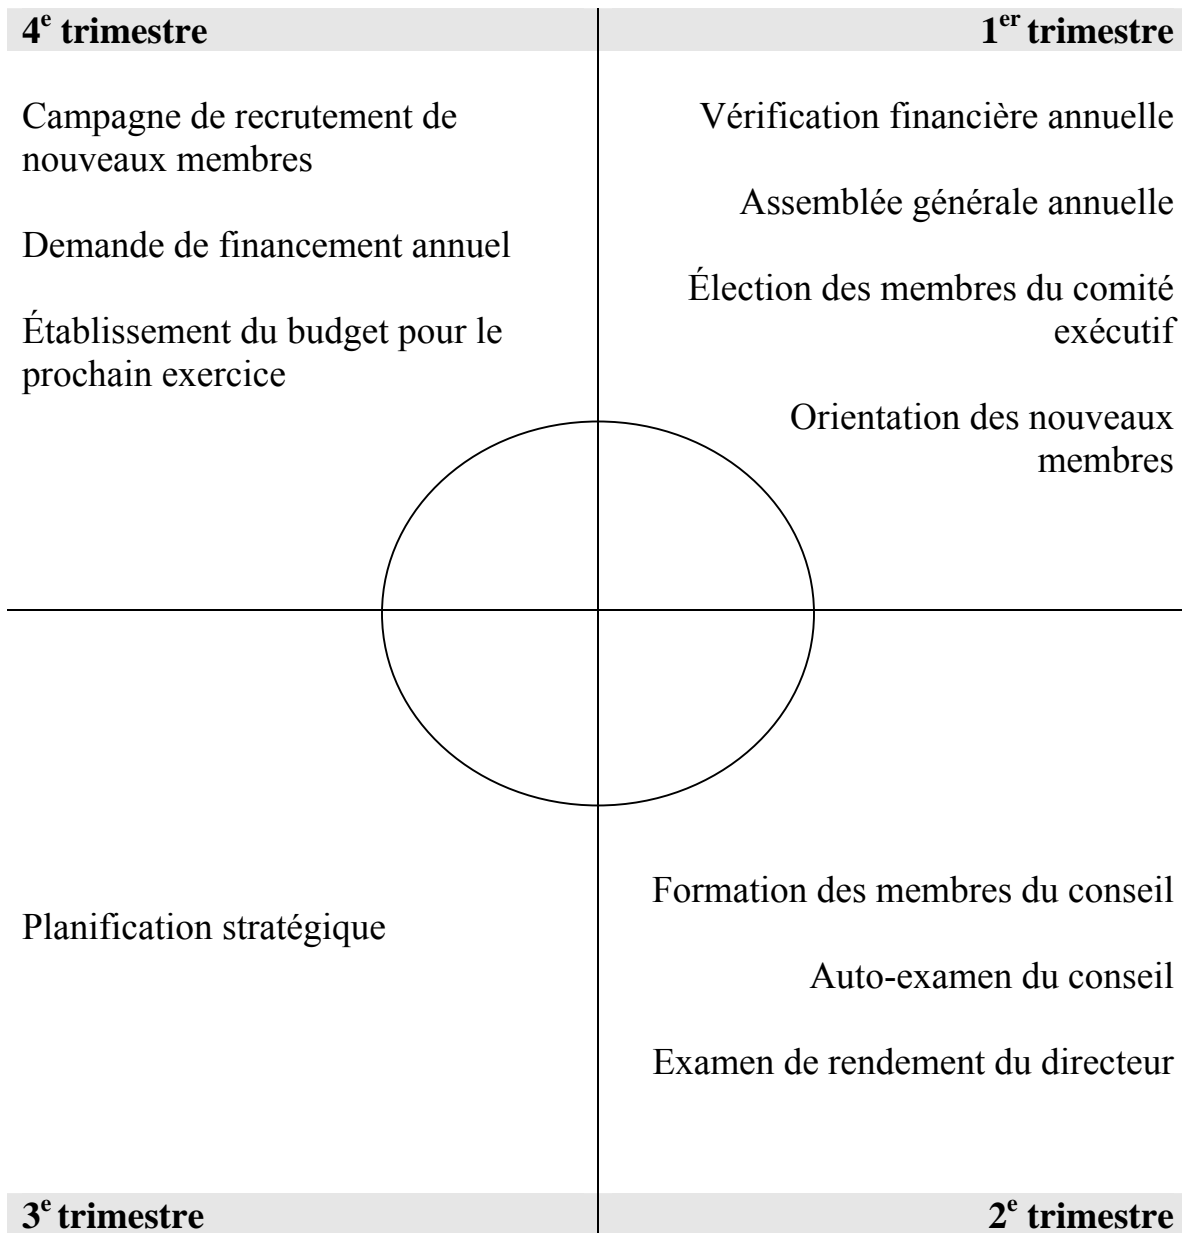 4e trimestre
1er trimestre
Campagne de recrutement de
nouveaux membres
Demande de financement annuel
Établissement du budget pour le
prochain exercice
Vérification financière annuelle
Assemblée générale annuelle
Élection des membres du comité
exécutif
Orientation des nouveaux
membres
Planification stratégique
Formation des membres du conseil
Auto-examen du conseil
Examen de rendement du directeur
3e trimestre
2e trimestre